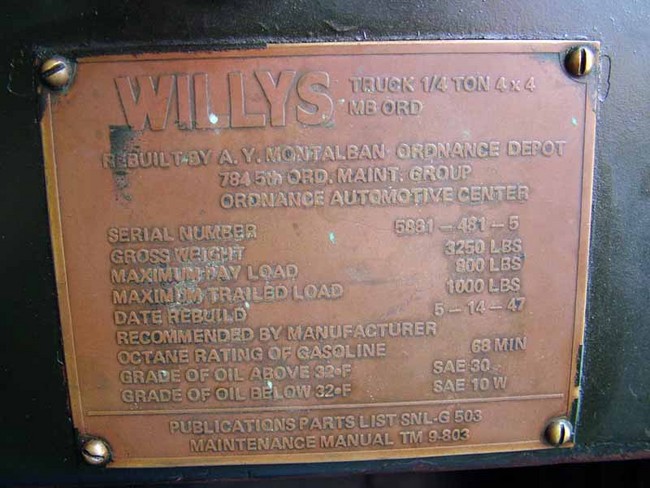 WILLYS TRUCK 1/4 TON 4 x 4
MB ORD
REBUILT BY A. Y. MONTALBAN ORDNANCE DEPOT
784 5th ORD. MAINT. GROUP
ORDNANCE AUTOMOTIVE CENTER
SERIAL NUMBER 5881-481-5
GROSS WEIGHT 3250 LBS
MAXIMUM PAY LOAD 800 LBS
MAXIMUM TRAILED LOAD 1000 LBS
DATE REBUILD 5-14-47
RECOMMENDED BY MANUFACTURER
OCTANE RATING OF GASOLINE 68 MIN
GRADE OF OIL ABOVE 32°F SAE 30
GRADE OF OIL BELOW 32°F SAE 10 W
PUBLICATIONS PARTS LIST SNL-G 503
MAINTENANCE MANUAL TM 9-803